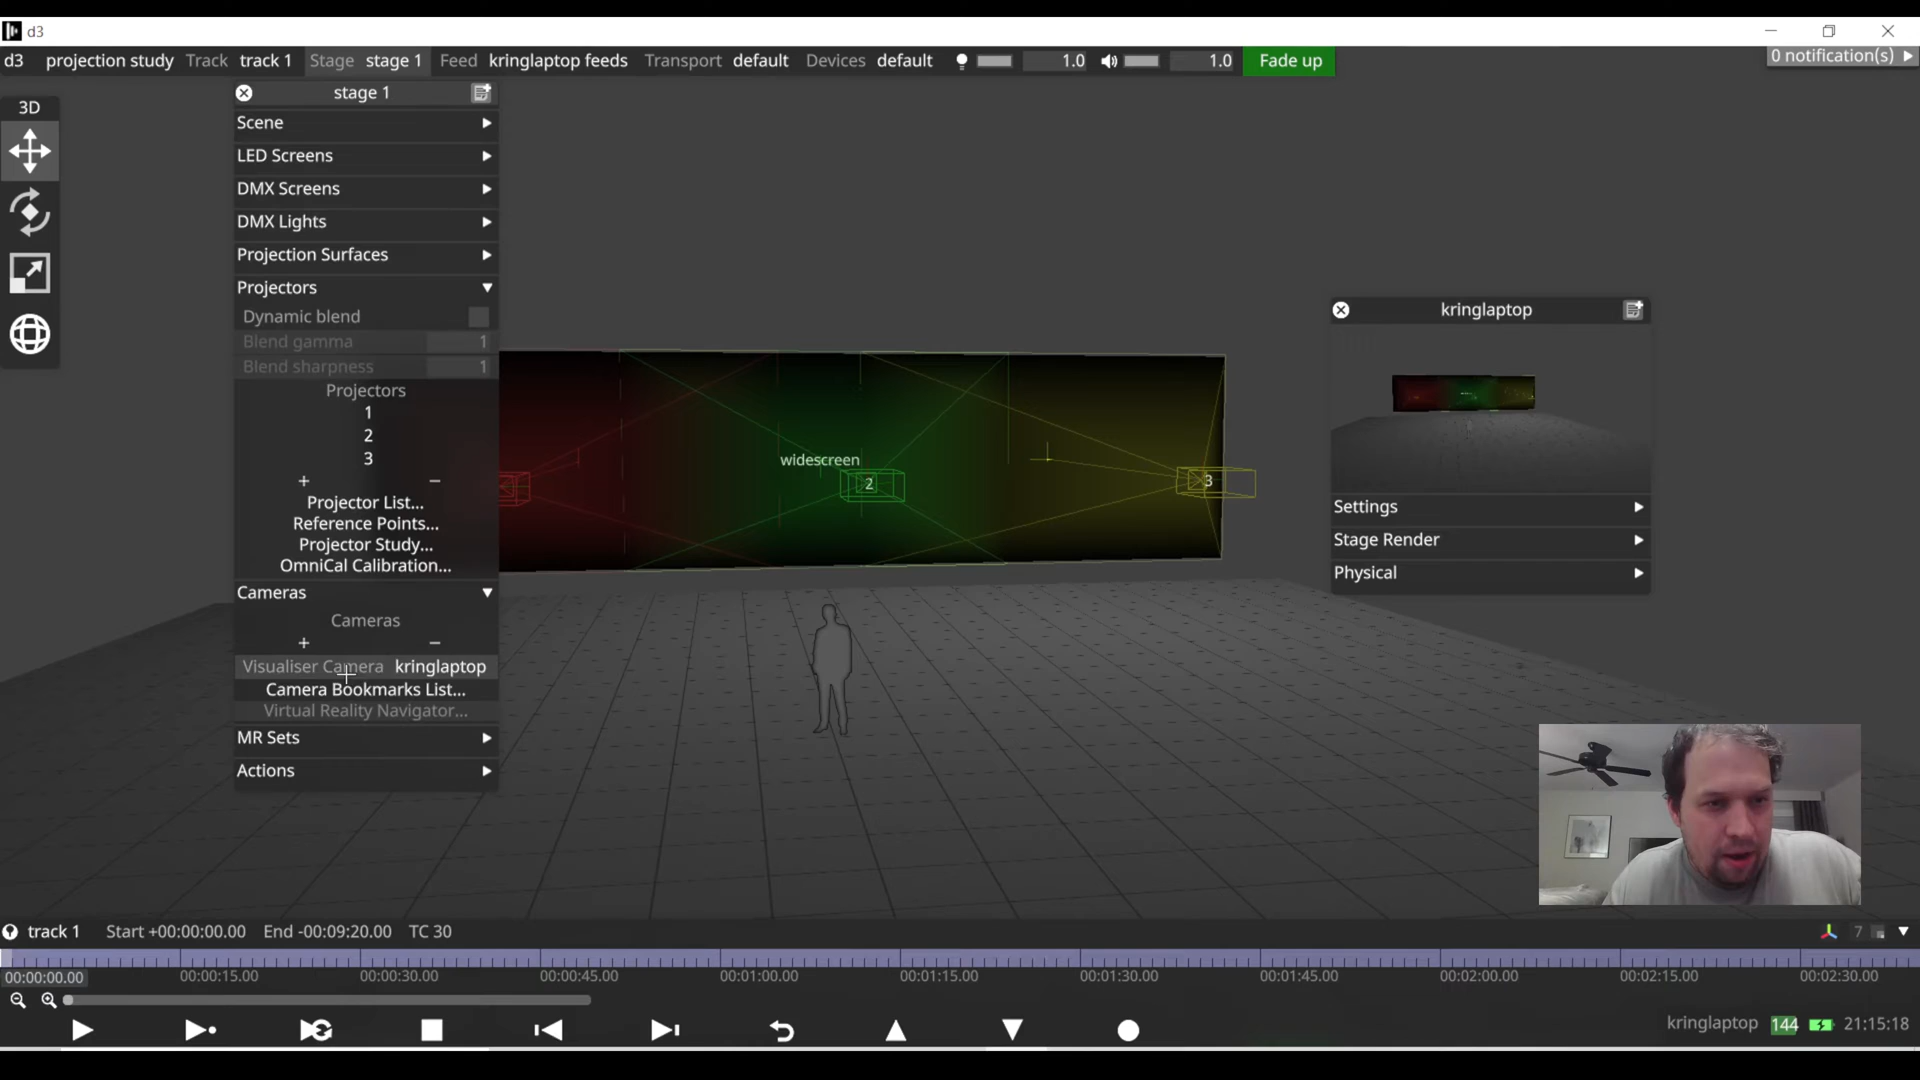 d3
d3 projection study Track track 1 Stage stage 1 Feed kringlaptop feeds Transport default Devices default 1.0 1.0 Fade up 0 notification(s)
3D
stage 1
Scene
LED Screens
DMX Screens
DMX Lights
Projection Surfaces
Projectors
Dynamic blend
Blend gamma 1
Blend sharpness 1
Projectors
1
2
3
+ −
Projector List...
Reference Points...
Projector Study...
OmniCal Calibration...
Cameras
Cameras
+ −
Visualiser Camera kringlaptop
Camera Bookmarks List...
Virtual Reality Navigator...
MR Sets
Actions
widescreen
2
3
kringlaptop
Settings
Stage Render
Physical
track 1 Start +00:00:00.00 End -00:09:20.00 TC 30 7
00:00:00.00 00:00:15.00 00:00:30.00 00:00:45.00 00:01:00.00 00:01:15.00 00:01:30.00 00:01:45.00 00:02:00.00 00:02:15.00 00:02:30.00
kringlaptop 144 21:15:18